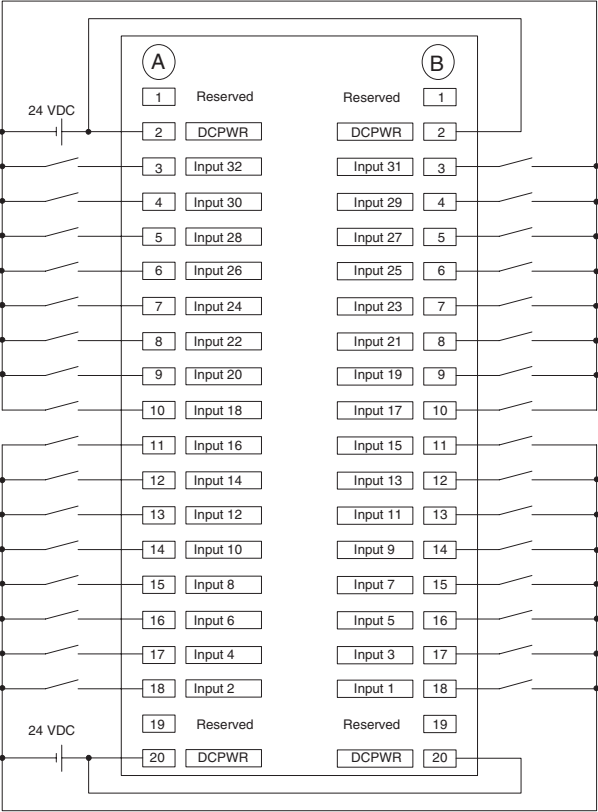 A B
1 Reserved Reserved 1
24 VDC
2 DCPWR DCPWR 2
3 Input 32 Input 31 3
4 Input 30 Input 29 4
5 Input 28 Input 27 5
6 Input 26 Input 25 6
7 Input 24 Input 23 7
8 Input 22 Input 21 8
9 Input 20 Input 19 9
10 Input 18 Input 17 10
11 Input 16 Input 15 11
12 Input 14 Input 13 12
13 Input 12 Input 11 13
14 Input 10 Input 9 14
15 Input 8 Input 7 15
16 Input 6 Input 5 16
17 Input 4 Input 3 17
18 Input 2 Input 1 18
19 Reserved Reserved 19
24 VDC
20 DCPWR DCPWR 20